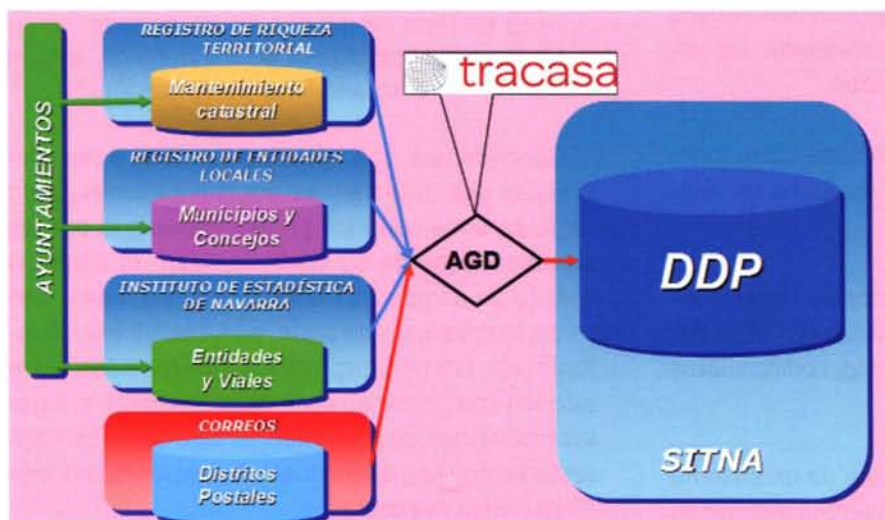 AYUNTAMIENTOS
REGISTRO DE RIQUEZA
TERRITORIAL
Mantenimiento
catastral
REGISTRO DE ENTIDADES
LOCALES
Municipios y
Concejos
INSTITUTO DE ESTADÍSTICA
DE NAVARRA
Entidades
y Viales
CORREOS
Distritos
Postales
tracasa
AGD
DDP
SITNA